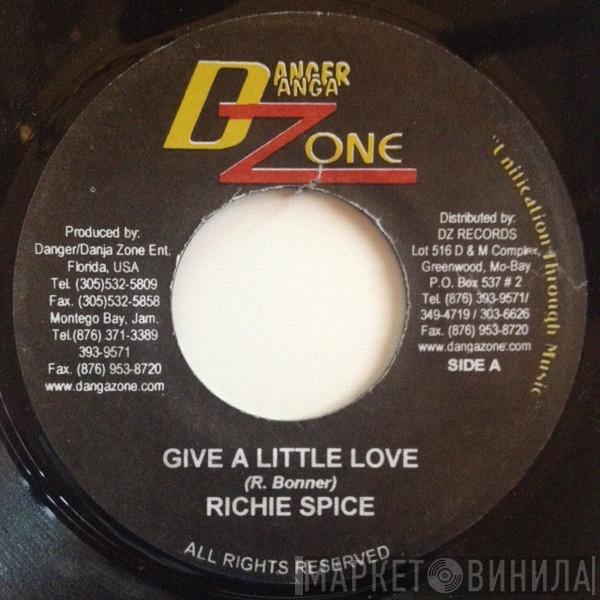 DANGER
DANGA
ZONE
"Unification Through Music"
Produced by:
Danger/Danja Zone Ent.
Florida, USA
Tel. (305)532-5809
Fax. (305)532-5858
Montego Bay, Jam.
Tel.(876) 371-3389
393-9571
Fax. (876) 953-8720
www.dangazone.com
Distributed by:
DZ RECORDS
Lot 516 D & M Complex,
Greenwood, Mo-Bay
P.O. Box 537 # 2
Tel. (876) 393-9571/
349-4719 / 303-6626
Fax. (876) 953-8720
www.dangazone.com
SIDE A
GIVE A LITTLE LOVE
(R. Bonner)
RICHIE SPICE
ALL RIGHTS RESERVED
МАРКЕТ ВИНИЛА